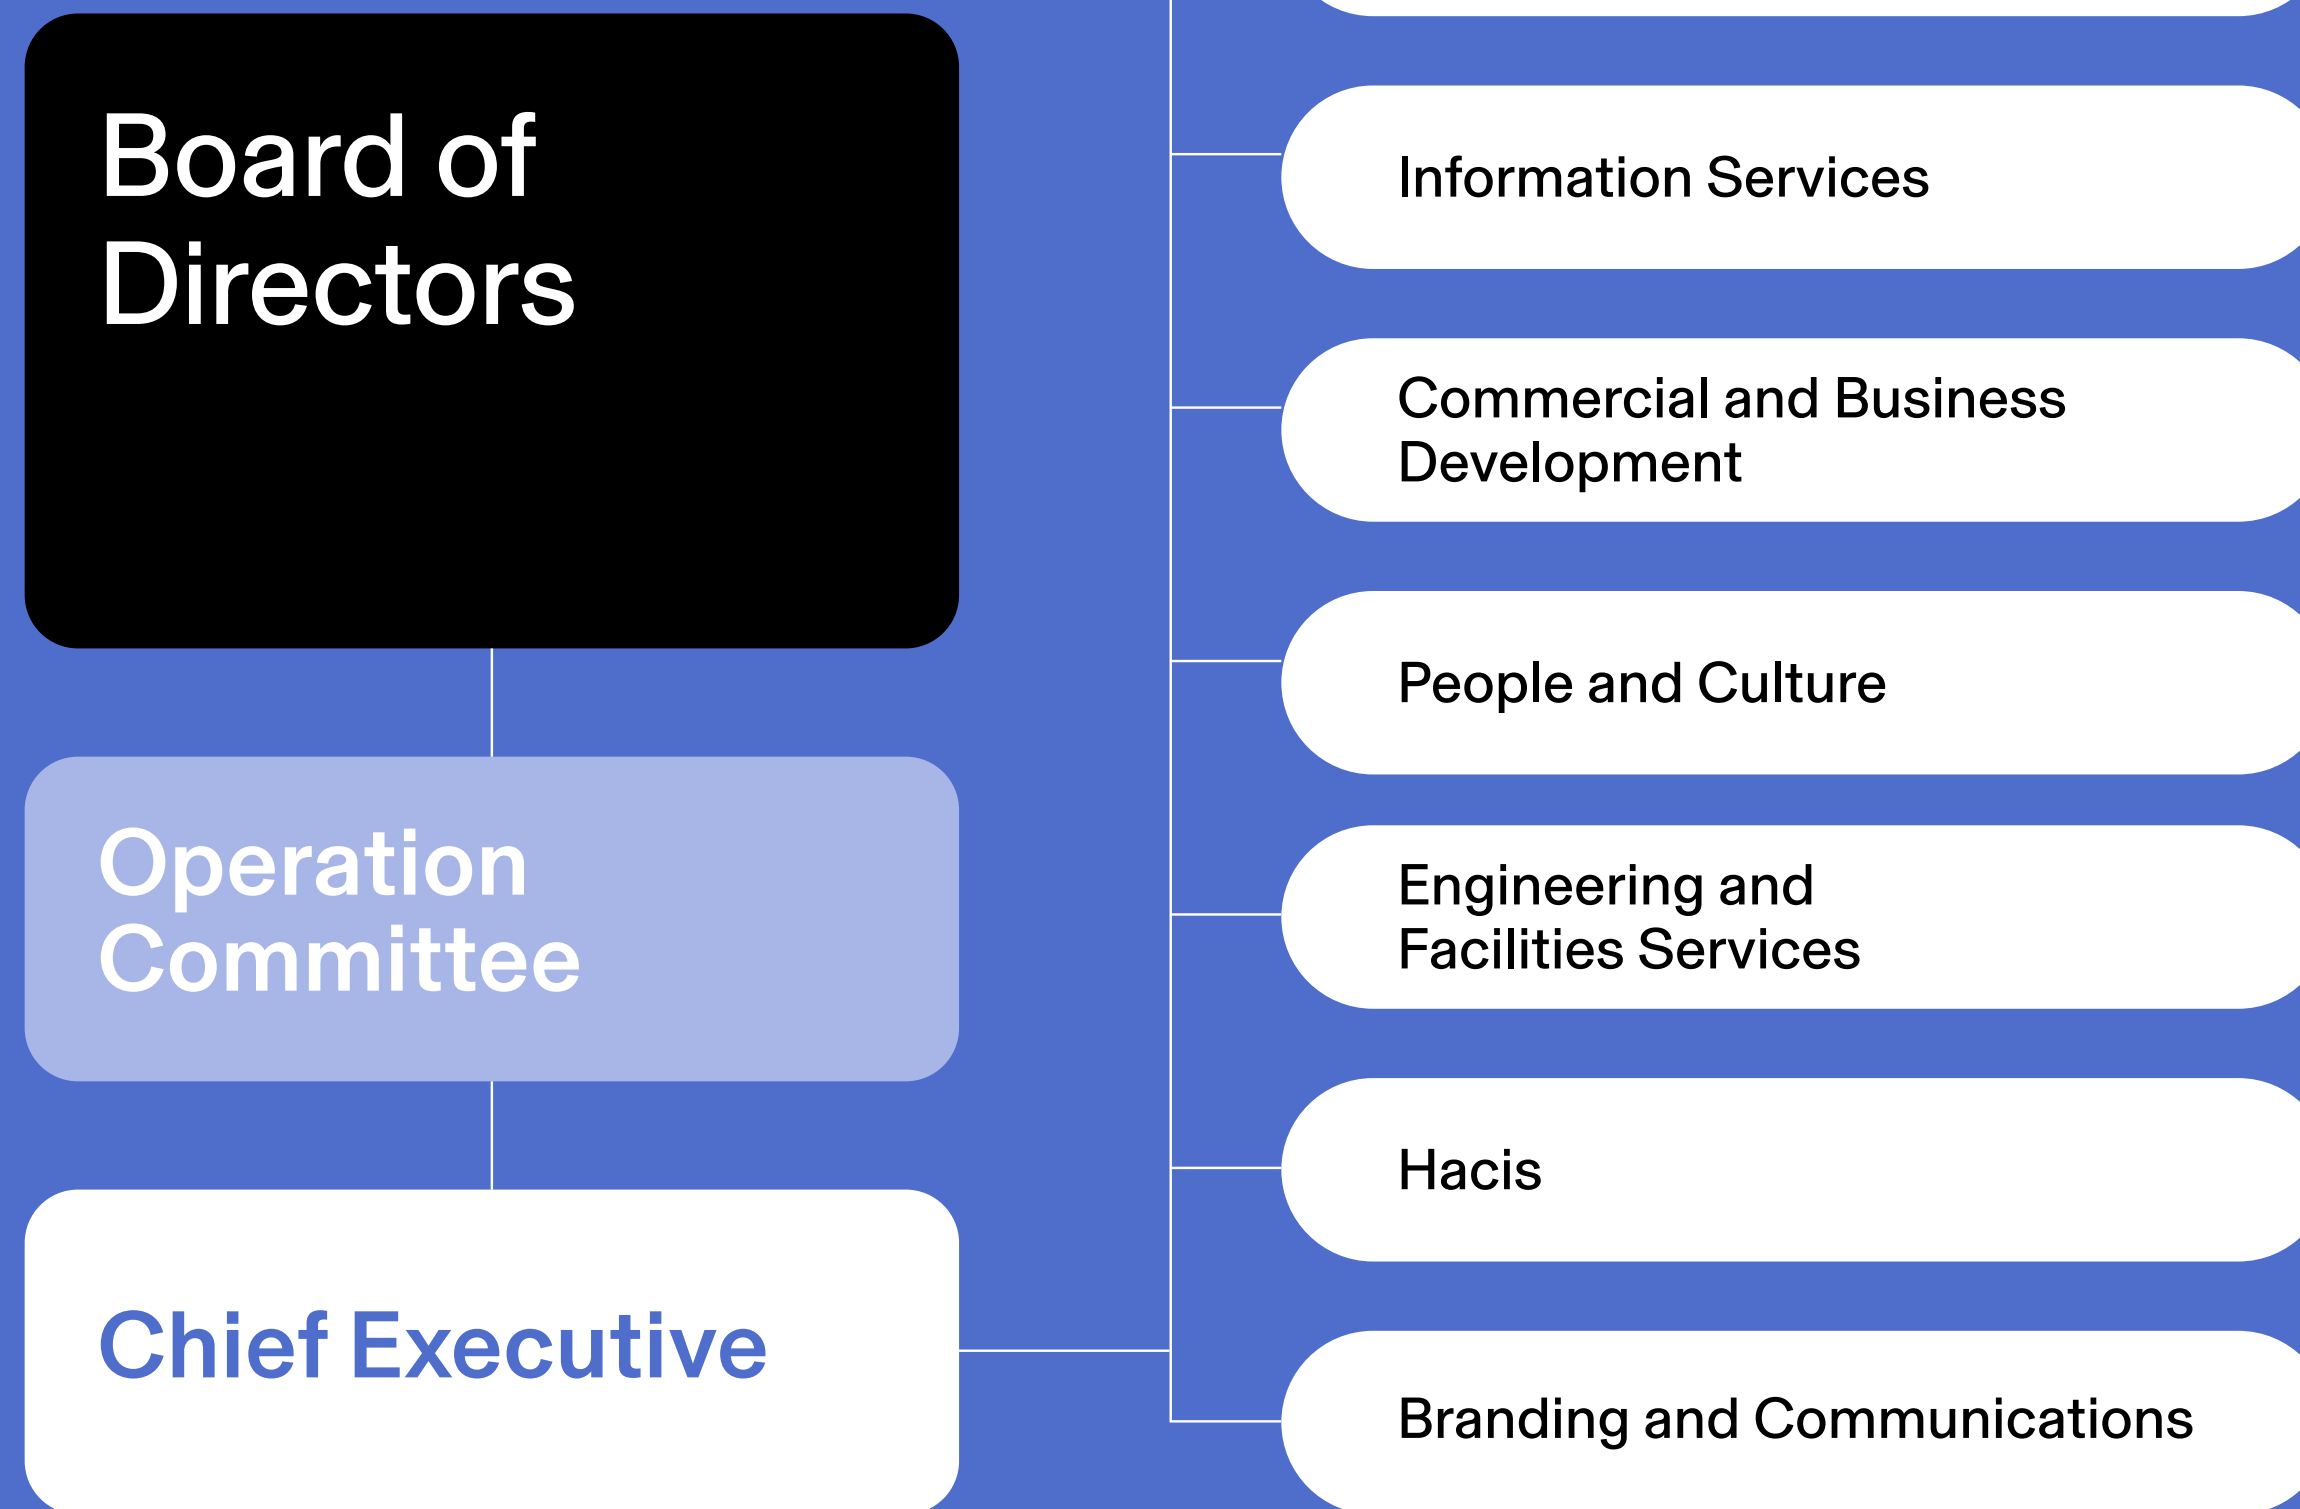 Board of
Directors
Operation
Committee
Chief Executive
Information Services
Commercial and Business
Development
People and Culture
Engineering and
Facilities Services
Hacis
Branding and Communications